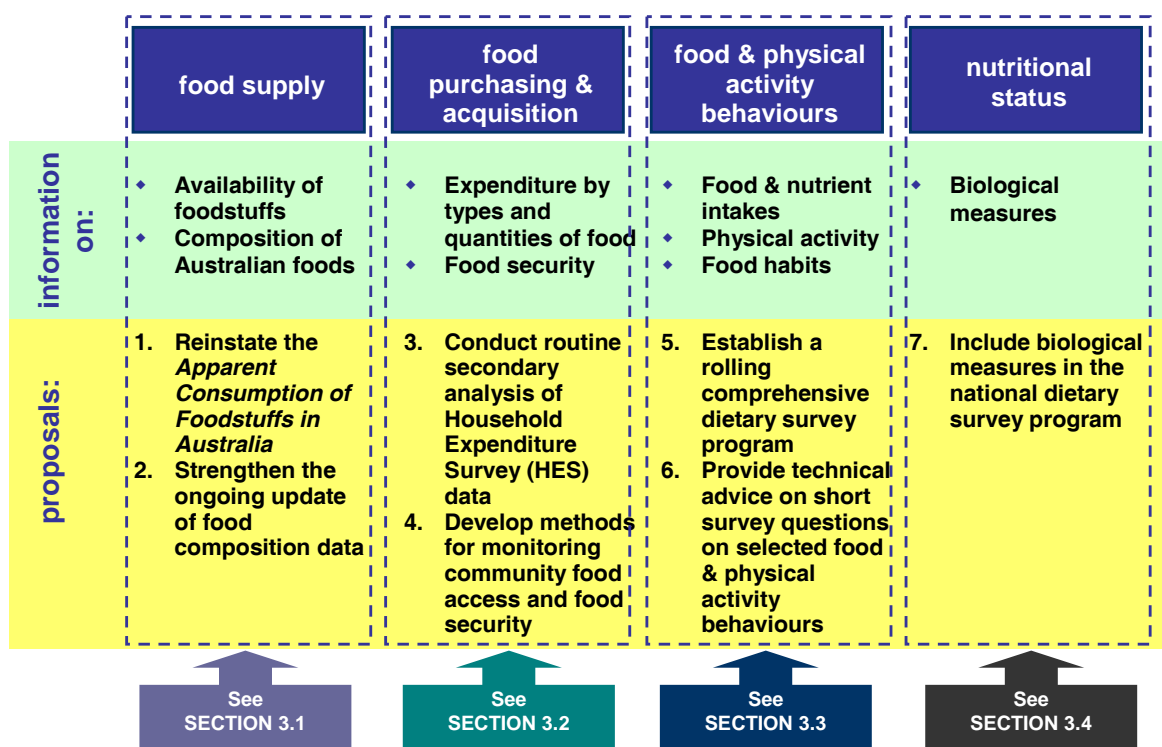 food supply
food
purchasing &
acquisition
food & physical
activity
behaviours
nutritional
status
information
on:
Availability of
foodstuffs
Composition of
Australian foods
Expenditure by
types and
quantities of food
Food security
Food & nutrient
intakes
Physical activity
Food habits
Biological
measures
proposals:
1. Reinstate the
Apparent
Consumption of
Foodstuffs in
Australia
2. Strengthen the
ongoing update
of food
composition data
3. Conduct routine
secondary
analysis of
Household
Expenditure
Survey (HES)
data
4. Develop methods
for monitoring
community food
access and food
security
5. Establish a
rolling
comprehensive
dietary survey
program
6. Provide technical
advice on short
survey questions
on selected food
& physical
activity
behaviours
7. Include biological
measures in the
national dietary
survey program
See
SECTION 3.1
See
SECTION 3.2
See
SECTION 3.3
See
SECTION 3.4